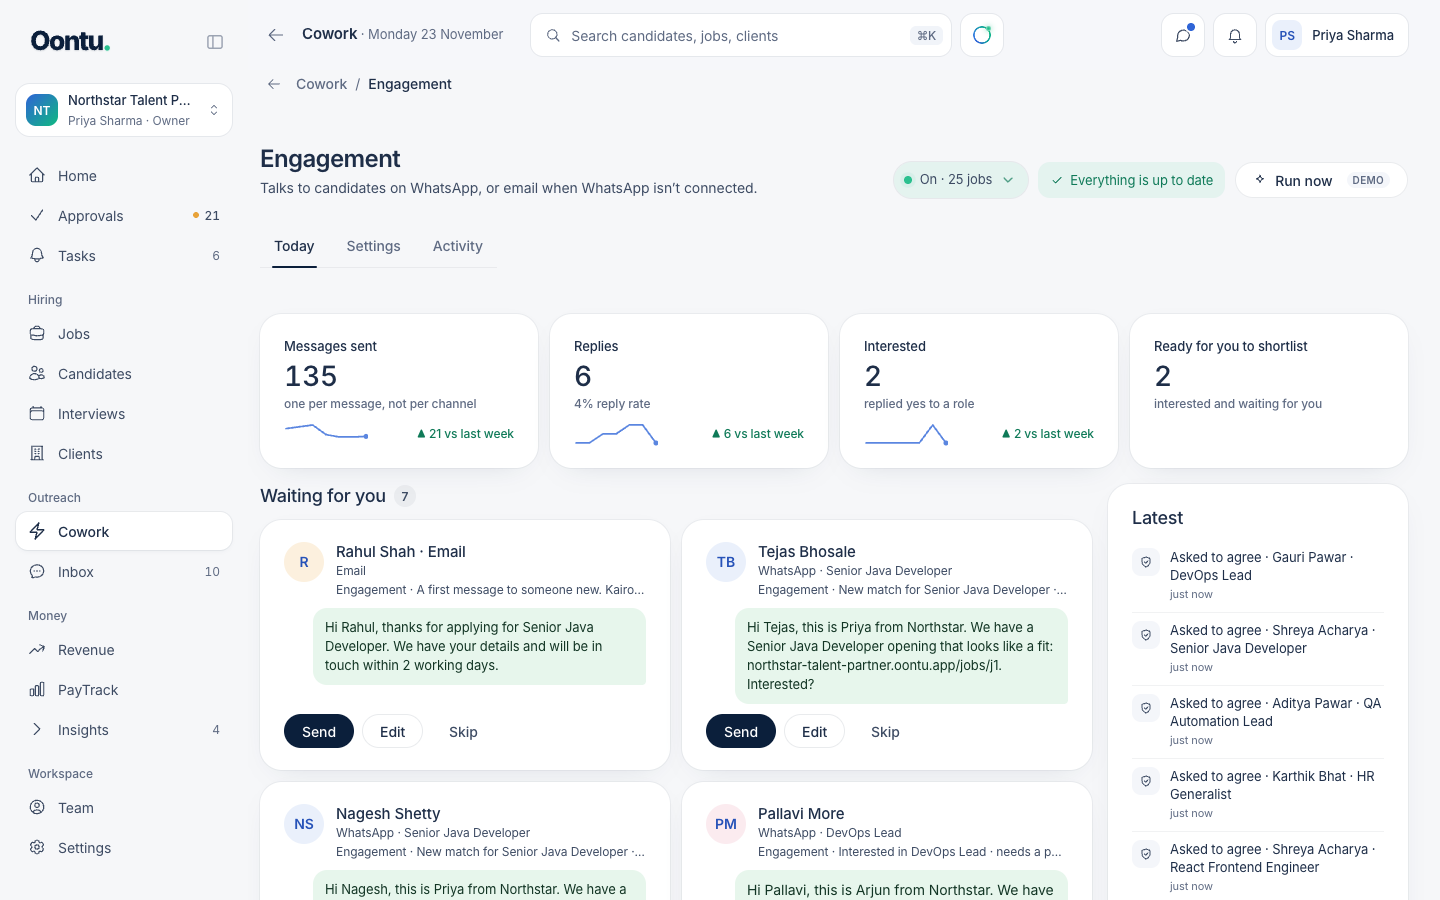 Oontu.
Northstar Talent P...
Priya Sharma · Owner
NT
Home
Approvals 21
Tasks 6
Hiring
Jobs
Candidates
Interviews
Clients
Outreach
Cowork
Inbox 10
Money
Revenue
PayTrack
Insights 4
Workspace
Team
Settings
Cowork · Monday 23 November
Search candidates, jobs, clients ⌘K
PS Priya Sharma
Cowork / Engagement
Engagement
Talks to candidates on WhatsApp, or email when WhatsApp isn't connected.
On · 25 jobs
Everything is up to date
Run now DEMO
Today Settings Activity
Messages sent
135
one per message, not per channel
▲ 21 vs last week
Replies
6
4% reply rate
▲ 6 vs last week
Interested
2
replied yes to a role
▲ 2 vs last week
Ready for you to shortlist
2
interested and waiting for you
Waiting for you 7
R
Rahul Shah · Email
Email
Engagement · A first message to someone new. Kairo...
Hi Rahul, thanks for applying for Senior Java
Developer. We have your details and will be in
touch within 2 working days.
Send Edit Skip
TB
Tejas Bhosale
WhatsApp · Senior Java Developer
Engagement · New match for Senior Java Developer ·...
Hi Tejas, this is Priya from Northstar. We have a
Senior Java Developer opening that looks like a fit:
northstar-talent-partner.oontu.app/jobs/j1.
Interested?
Send Edit Skip
NS
Nagesh Shetty
WhatsApp · Senior Java Developer
Engagement · New match for Senior Java Developer ·...
Hi Nagesh, this is Priya from Northstar. We have a
PM
Pallavi More
WhatsApp · DevOps Lead
Engagement · Interested in DevOps Lead · needs a p...
Hi Pallavi, this is Arjun from Northstar. We have
Latest
Asked to agree · Gauri Pawar ·
DevOps Lead
just now
Asked to agree · Shreya Acharya ·
Senior Java Developer
just now
Asked to agree · Aditya Pawar · QA
Automation Lead
just now
Asked to agree · Karthik Bhat · HR
Generalist
just now
Asked to agree · Shreya Acharya ·
React Frontend Engineer
just now